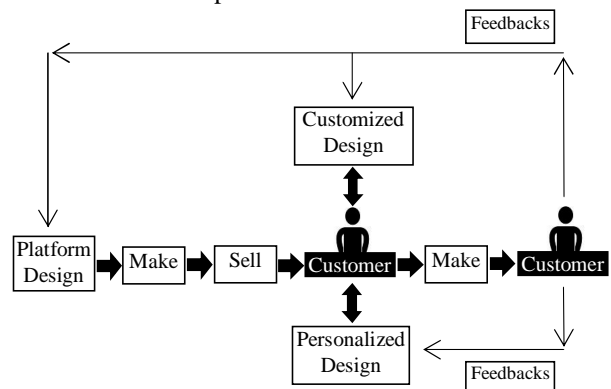 Feedbacks
Customized
Design
Platform
Design
Make
Sell
Customer
Make
Customer
Personalized
Design
Feedbacks